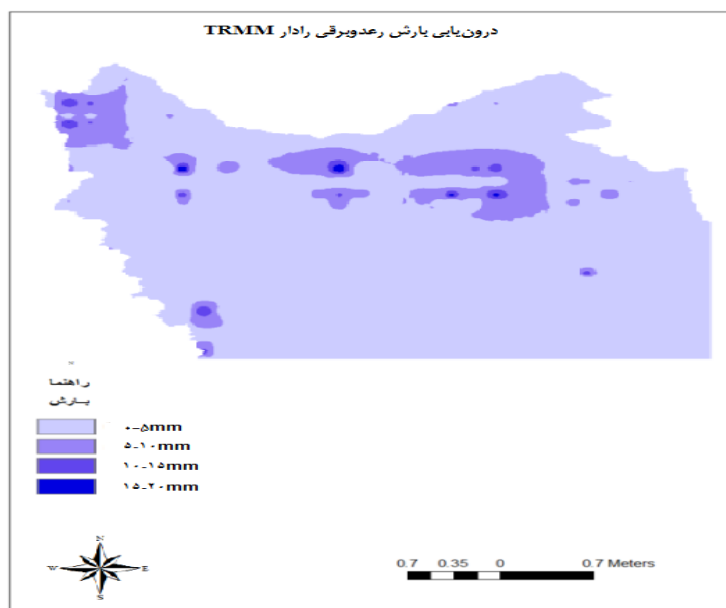 درون‌یابی بارش رعدوبرقی رادار TRMM
راهنما
بارش
۰-۵mm
۵-۱۰mm
۱۰-۱۵mm
۱۵-۲۰mm
N
W E
S
0.7 0.35 0 0.7 Meters